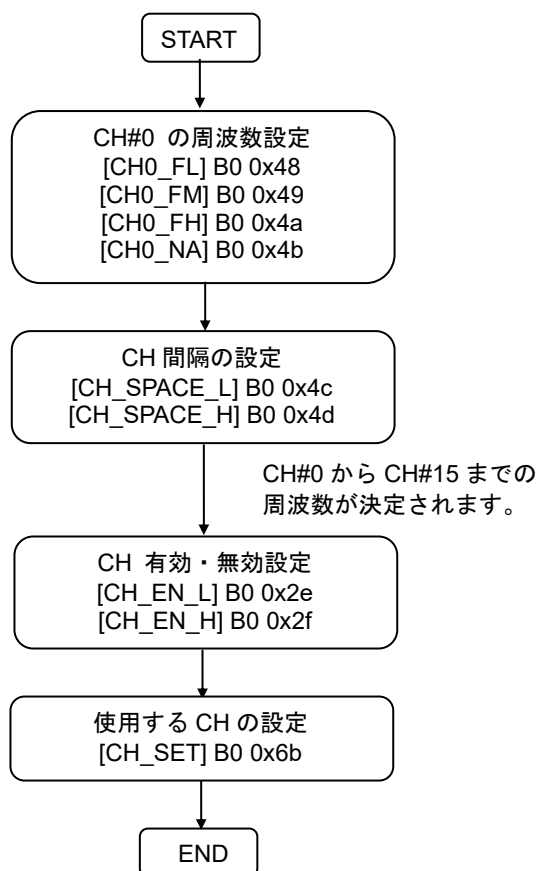 START
CH#0 の周波数設定
[CH0_FL] B0 0x48
[CH0_FM] B0 0x49
[CH0_FH] B0 0x4a
[CH0_NA] B0 0x4b
CH 間隔の設定
[CH_SPACE_L] B0 0x4c
[CH_SPACE_H] B0 0x4d
CH#0 から CH#15 までの
周波数が決定されます。
CH 有効・無効設定
[CH_EN_L] B0 0x2e
[CH_EN_H] B0 0x2f
使用する CH の設定
[CH_SET] B0 0x6b
END